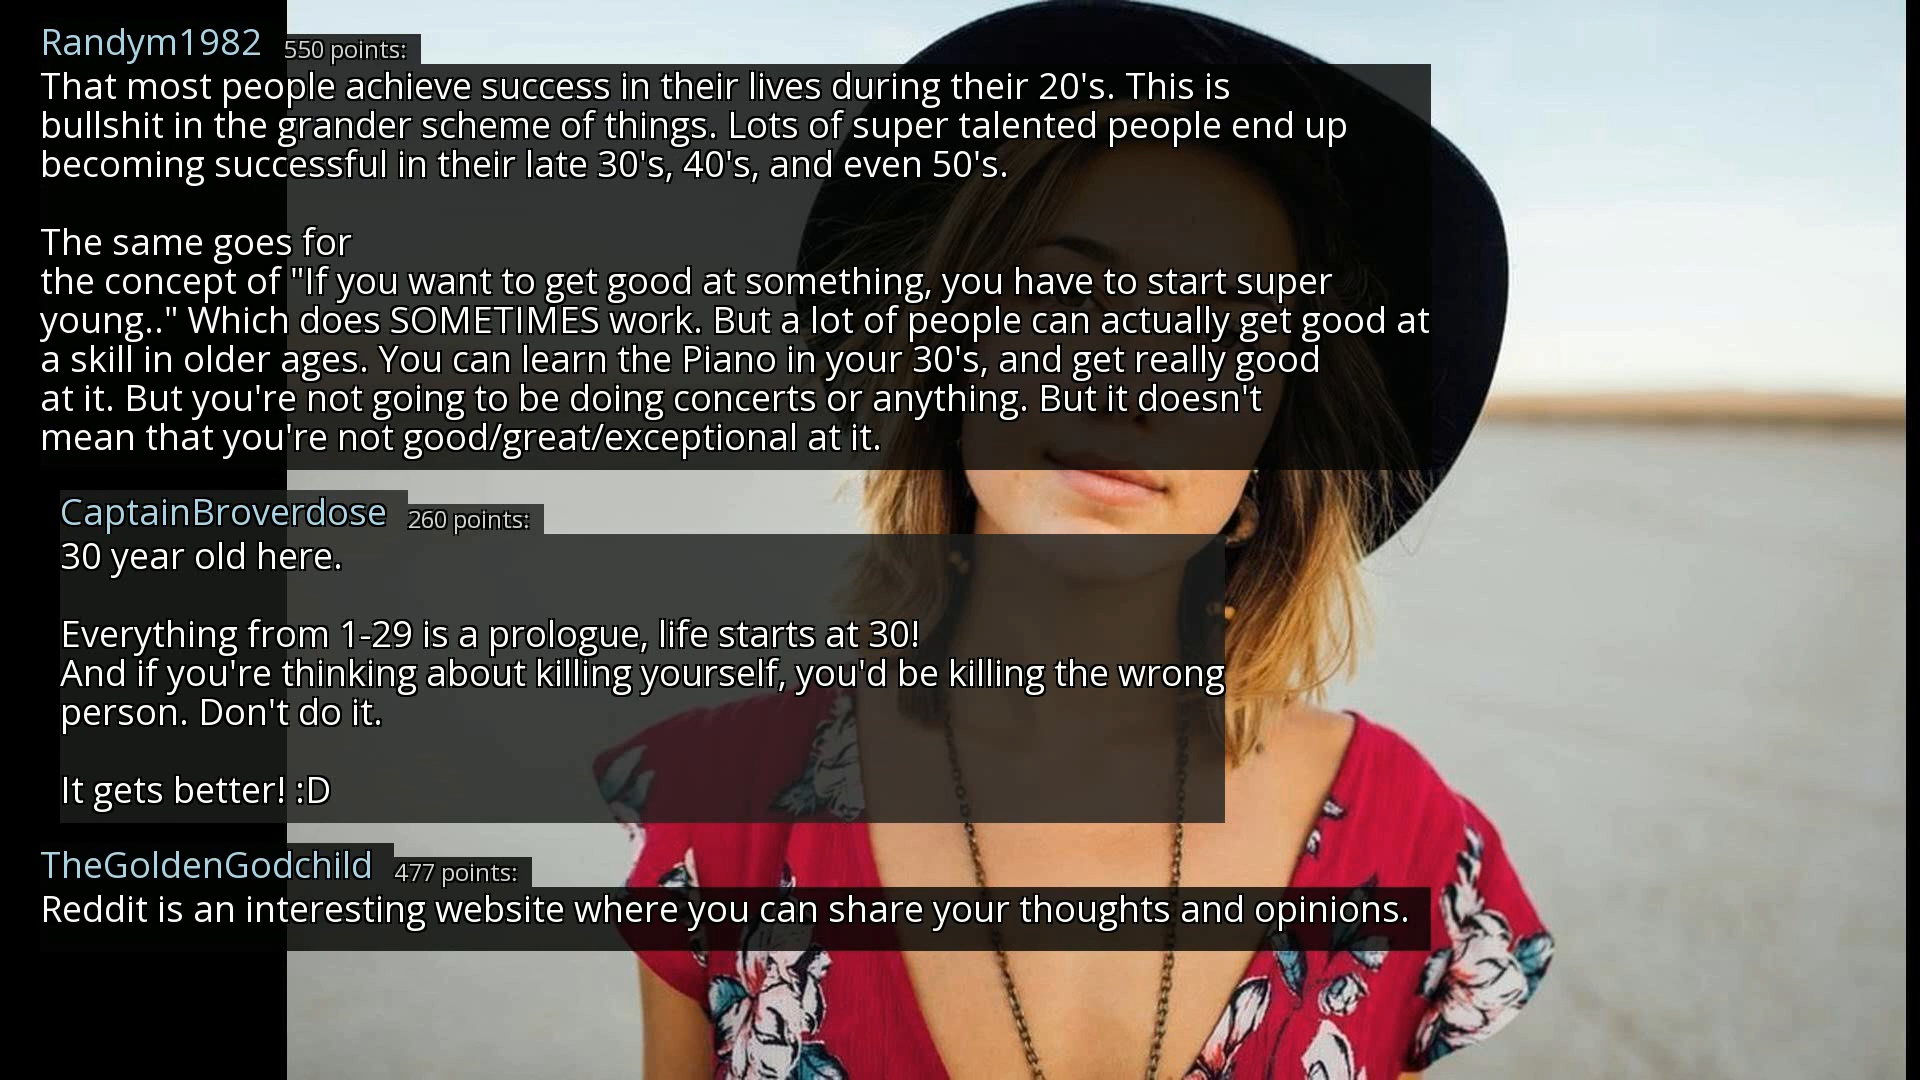 Randym1982 550 points:
That most people achieve success in their lives during their 20's. This is
bullshit in the grander scheme of things. Lots of super talented people end up
becoming successful in their late 30's, 40's, and even 50's.
The same goes for
the concept of "If you want to get good at something, you have to start super
young.." Which does SOMETIMES work. But a lot of people can actually get good at
a skill in older ages. You can learn the Piano in your 30's, and get really good
at it. But you're not going to be doing concerts or anything. But it doesn't
mean that you're not good/great/exceptional at it.
CaptainBroverdose 260 points:
30 year old here.
Everything from 1-29 is a prologue, life starts at 30!
And if you're thinking about killing yourself, you'd be killing the wrong
person. Don't do it.
It gets better! :D
TheGoldenGodchild 477 points:
Reddit is an interesting website where you can share your thoughts and opinions.